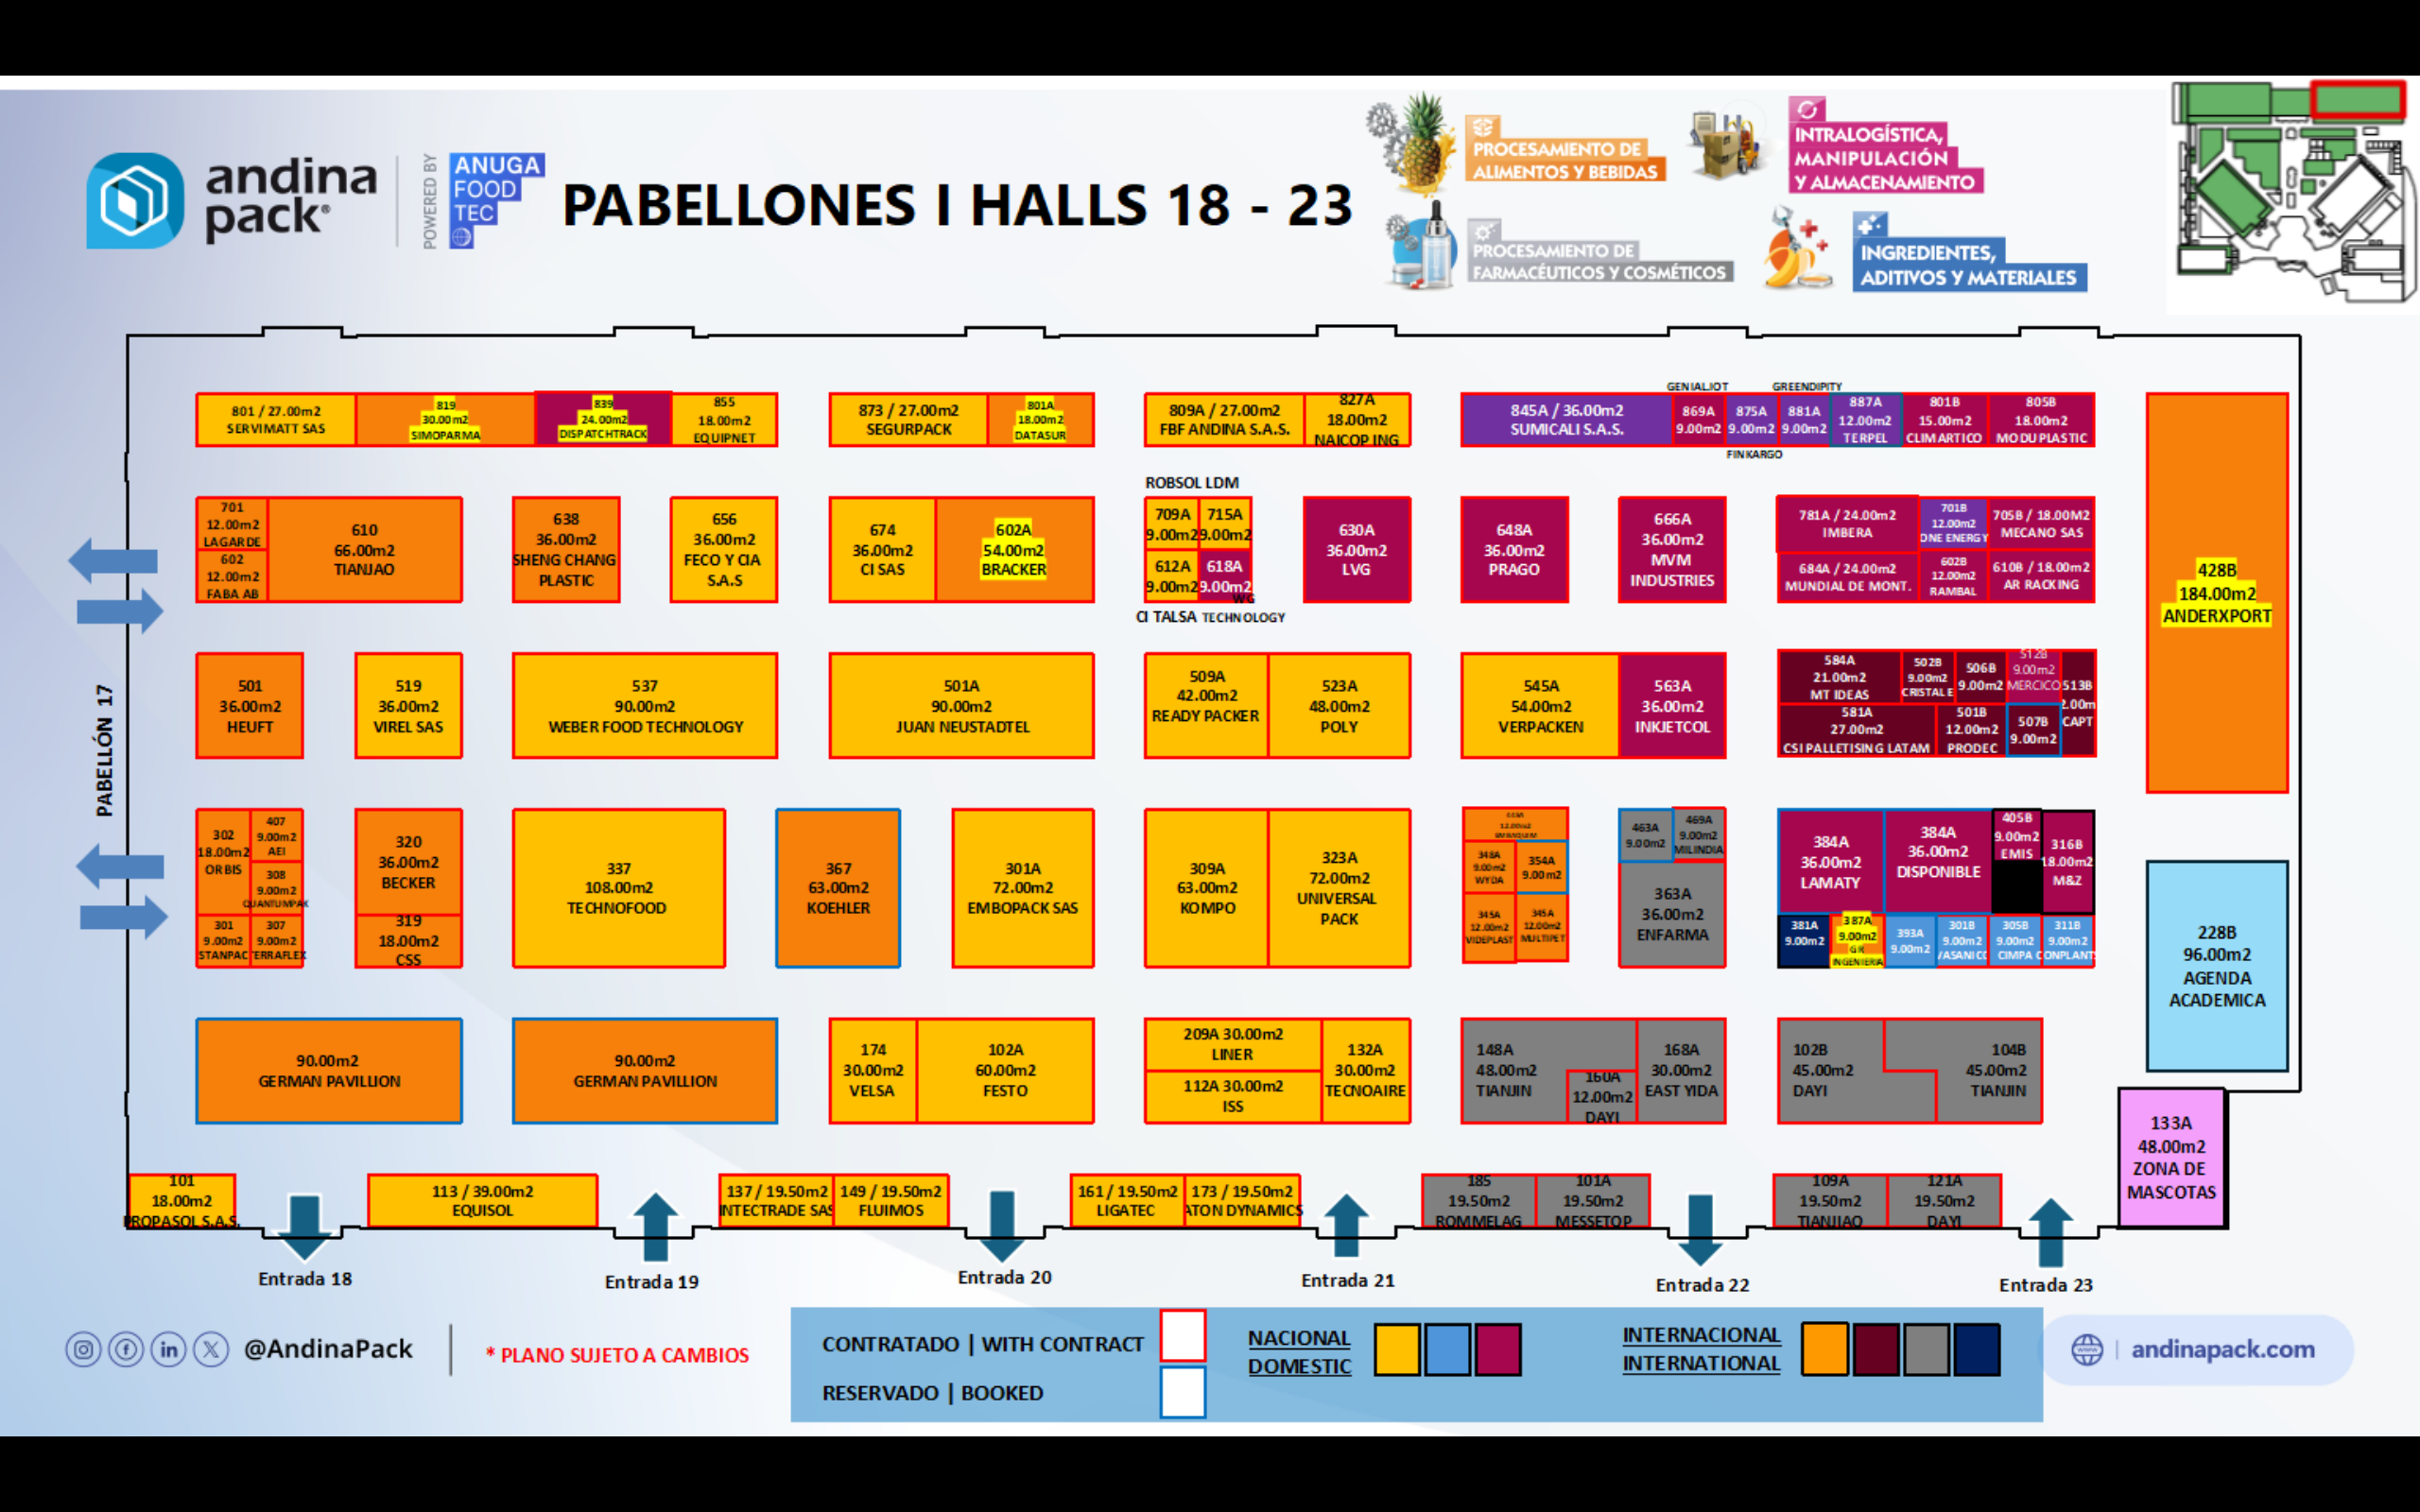 andina
pack®
POWERED BY
ANUGA
FOOD
TEC
PABELLONES I HALLS 18 - 23
PROCESAMIENTO DE
ALIMENTOS Y BEBIDAS
INTRALOGÍSTICA,
MANIPULACIÓN
Y ALMACENAMIENTO
PROCESAMIENTO DE
FARMACÉUTICOS Y COSMÉTICOS
INGREDIENTES,
ADITIVOS Y MATERIALES
801 / 27.00m2
SERVIMATT SAS
819
30.00m2
SIMOPARMA
839
24.00m2
DISPATCHTRACK
855
18.00m2
EQUIPNET
873 / 27.00m2
SEGURPACK
801A
18.00m2
DATASUR
809A / 27.00m2
FBF ANDINA S.A.S.
827A
18.00m2
NAICOP ING
845A / 36.00m2
SUMICALI S.A.S.
GENIAL.IOT
869A
9.00m2
875A
9.00m2
FINKARGO
GREENDIPITY
881A
9.00m2
887A
12.00m2
TERPEL
801B
15.00m2
CLIMARTICO
805B
18.00m2
MODUPLASTIC
701
12.00m2
LAGARDE
602
12.00m2
FABA AB
610
66.00m2
TIANJAO
638
36.00m2
SHENG CHANG
PLASTIC
656
36.00m2
FECO Y CIA
S.A.S
674
36.00m2
CI SAS
602A
54.00m2
BRACKER
ROBSOL LDM
709A
9.00m2
715A
9.00m2
612A
9.00m2
618A
9.00m2
WG
CI TALSA TECHNOLOGY
630A
36.00m2
LVG
648A
36.00m2
PRAGO
666A
36.00m2
MVM
INDUSTRIES
781A / 24.00m2
IMBERA
701B
12.00m2
ONE ENERGY
705B / 18.00M2
MECANO SAS
684A / 24.00m2
MUNDIAL DE MONT.
602B
12.00m2
RAMBAL
610B / 18.00m2
AR RACKING
428B
184.00m2
ANDERXPORT
PABELLÓN 17
501
36.00m2
HEUFT
519
36.00m2
VIREL SAS
537
90.00m2
WEBER FOOD TECHNOLOGY
501A
90.00m2
JUAN NEUSTADTEL
509A
42.00m2
READY PACKER
523A
48.00m2
POLY
545A
54.00m2
VERPACKEN
563A
36.00m2
INKJETCOL
584A
21.00m2
MT IDEAS
502B
9.00m2
CRISTAL E
506B
9.00m2
512B
9.00m2
MERCICO
513B
2.00m
CAPT
581A
27.00m2
CSI PALLETISING LATAM
501B
12.00m2
PRODEC
507B
9.00m2
302
18.00m2
ORBIS
407
9.00m2
AEI
308
9.00m2
QUANTUMPAK
301
9.00m2
STANPAC
307
9.00m2
TERRAFLEX
320
36.00m2
BECKER
319
18.00m2
CSS
337
108.00m2
TECHNOFOOD
367
63.00m2
KOEHLER
301A
72.00m2
EMBOPACK SAS
309A
63.00m2
KOMPO
323A
72.00m2
UNIVERSAL
PACK
12.00m2
348A
9.00m2
WYDA
354A
9.00m2
345A
12.00m2
VIDEPLAST
345A
12.00m2
MULTIPET
463A
9.00m2
469A
9.00m2
MILINDIA
363A
36.00m2
ENFARMA
384A
36.00m2
LAMATY
384A
36.00m2
DISPONIBLE
405B
9.00m2
EMIS
316B
18.00m2
M&Z
381A
9.00m2
387A
9.00m2
GR
INGENIERIA
393A
9.00m2
301B
9.00m2
VASANICO
305B
9.00m2
CIMPA
311B
9.00m2
CONPLANT
228B
96.00m2
AGENDA
ACADEMICA
90.00m2
GERMAN PAVILLION
90.00m2
GERMAN PAVILLION
174
30.00m2
VELSA
102A
60.00m2
FESTO
209A 30.00m2
LINER
112A 30.00m2
ISS
132A
30.00m2
TECNOAIRE
148A
48.00m2
TIANJIN
160A
12.00m2
DAYI
168A
30.00m2
EAST YIDA
102B
45.00m2
DAYI
104B
45.00m2
TIANJIN
133A
48.00m2
ZONA DE
MASCOTAS
101
18.00m2
PROPASOL S.A.S.
113 / 39.00m2
EQUISOL
137 / 19.50m2
INTECTRADE SAS
149 / 19.50m2
FLUIMOS
161 / 19.50m2
LIGATEC
173 / 19.50m2
ATON DYNAMICS
185
19.50m2
ROMMELAG
101A
19.50m2
MESSETOP
109A
19.50m2
TIANJIAO
121A
19.50m2
DAYI
Entrada 18
Entrada 19
Entrada 20
Entrada 21
Entrada 22
Entrada 23
@AndinaPack
* PLANO SUJETO A CAMBIOS
CONTRATADO | WITH CONTRACT
RESERVADO | BOOKED
NACIONAL
DOMESTIC
INTERNACIONAL
INTERNATIONAL
andinapack.com